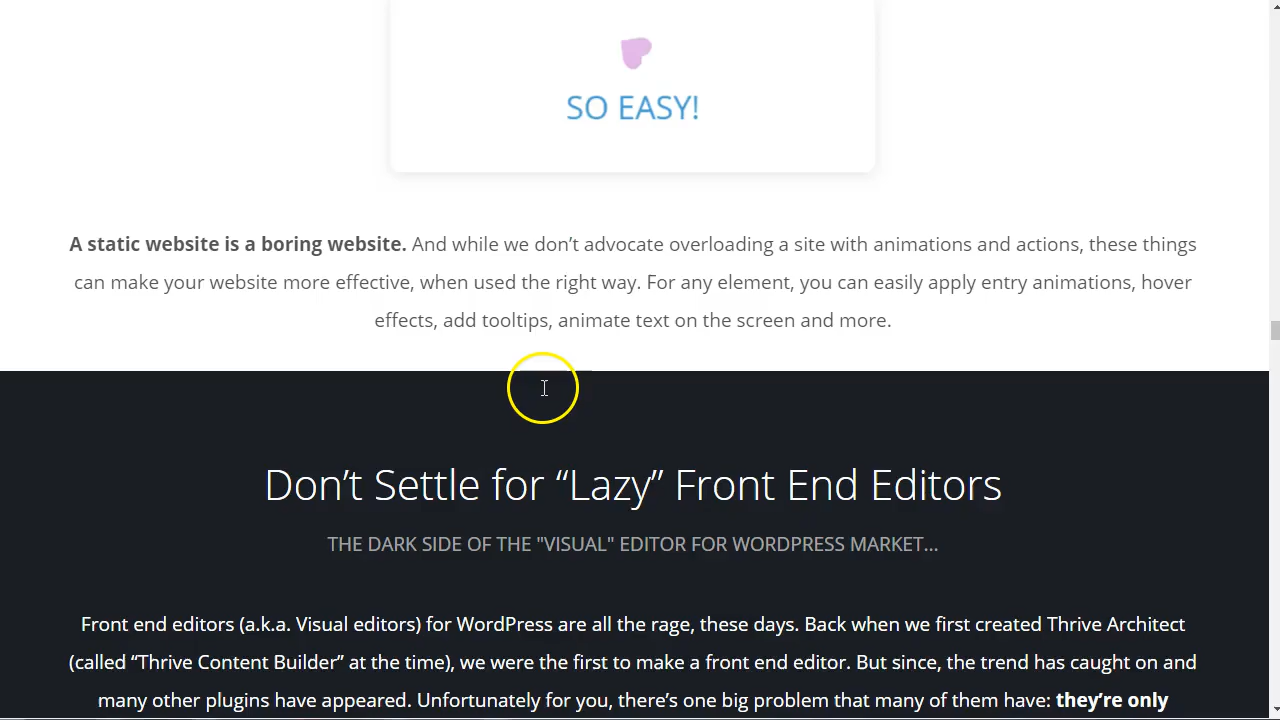 SO EASY!
A static website is a boring website. And while we don’t advocate overloading a site with animations and actions, these things
can make your website more effective, when used the right way. For any element, you can easily apply entry animations, hover
effects, add tooltips, animate text on the screen and more.
Don’t Settle for “Lazy” Front End Editors
THE DARK SIDE OF THE "VISUAL" EDITOR FOR WORDPRESS MARKET...
Front end editors (a.k.a. Visual editors) for WordPress are all the rage, these days. Back when we first created Thrive Architect
(called “Thrive Content Builder” at the time), we were the first to make a front end editor. But since, the trend has caught on and
many other plugins have appeared. Unfortunately for you, there’s one big problem that many of them have: they’re only